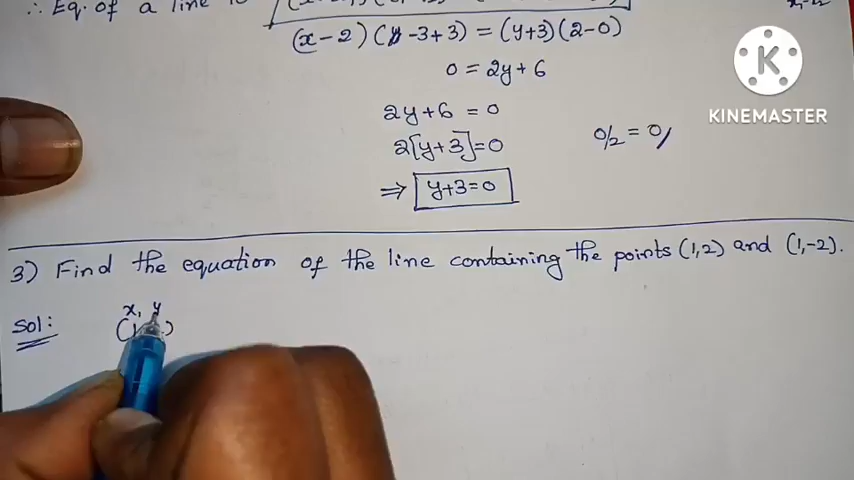 ∴ Eq. of a line is
(x-2)(y-3+3) = (y+3)(2-0)
0 = 2y+6
2y+6 = 0
2[y+3]=0
0/2 = 0
⇒ y+3=0
KINEMASTER
3) Find the equation of the line containing the points (1,2) and (1,-2).
Sol:
x, y
(1